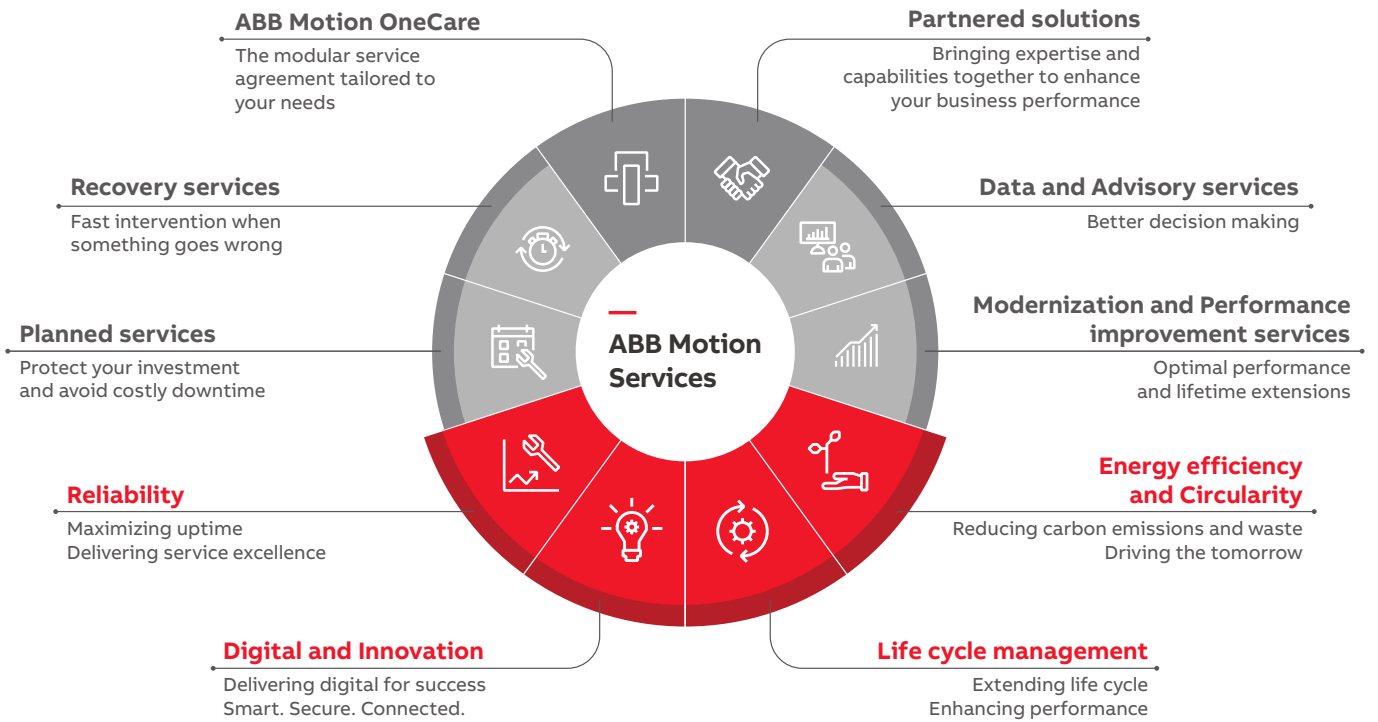 ABB Motion OneCare
The modular service
agreement tailored to
your needs
Partnered solutions
Bringing expertise and
capabilities together to enhance
your business performance
Recovery services
Fast intervention when
something goes wrong
Data and Advisory services
Better decision making
Planned services
Protect your investment
and avoid costly downtime
ABB Motion
Services
Modernization and Performance
improvement services
Optimal performance
and lifetime extensions
Reliability
Maximizing uptime
Delivering service excellence
Energy efficiency
and Circularity
Reducing carbon emissions and waste
Driving the tomorrow
Digital and Innovation
Delivering digital for success
Smart. Secure. Connected.
Life cycle management
Extending life cycle
Enhancing performance